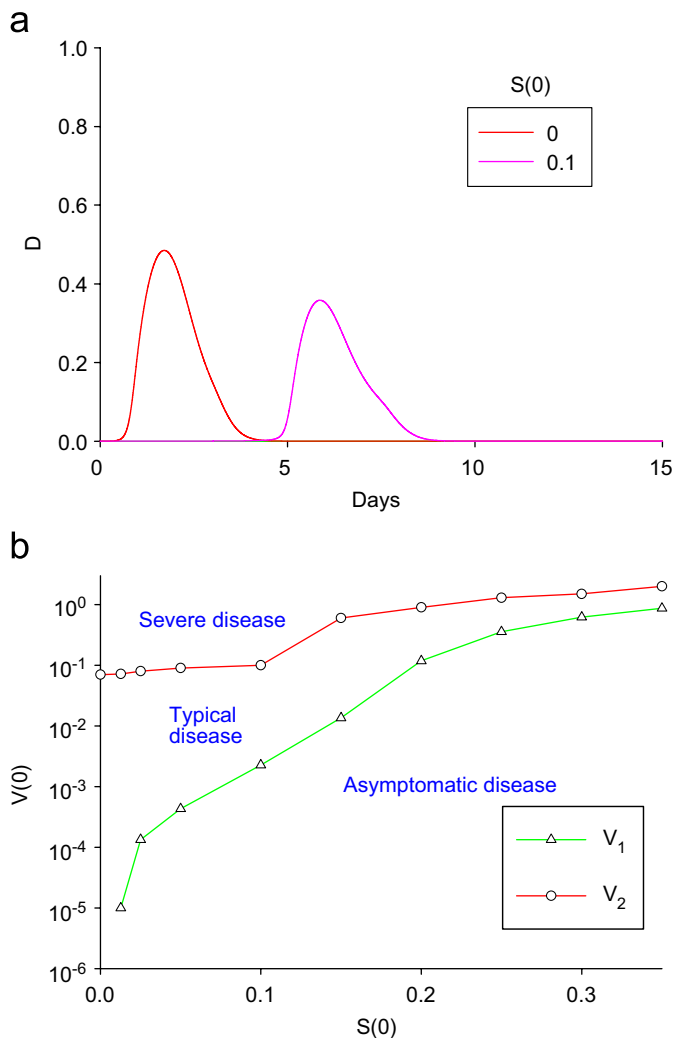 a
S(0)
0
0.1
1.0
0.8
0.6
0.4
0.2
0.0
D
0
5
10
15
Days
b
Severe disease
Typical
disease
Asymptomatic disease
V₁
V₂
10⁰
10⁻¹
10⁻²
10⁻³
10⁻⁴
10⁻⁵
10⁻⁶
V(0)
0.0
0.1
0.2
0.3
S(0)